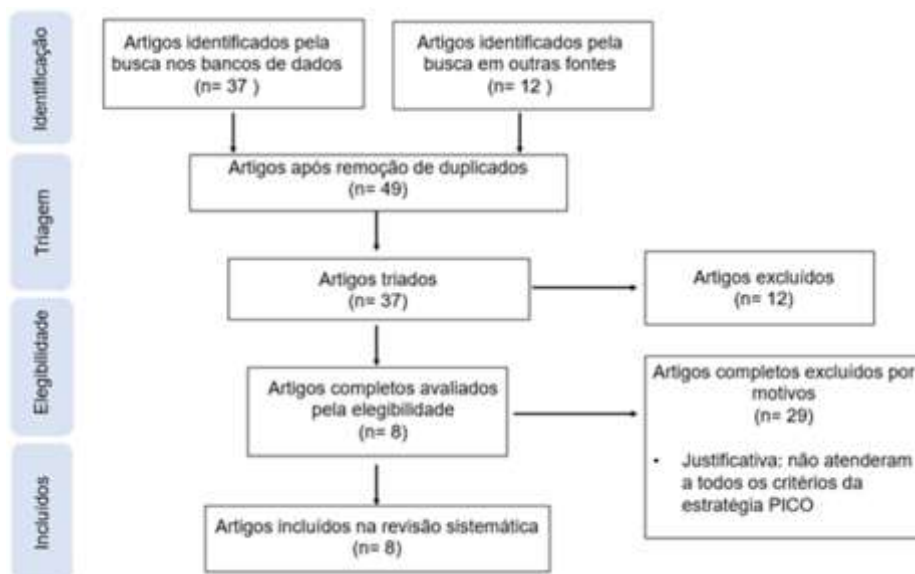 Identificação
Artigos identificados pela
busca nos bancos de dados
(n= 37 )
Artigos identificados pela
busca em outras fontes
(n= 12 )
Triagem
Artigos após remoção de duplicados
(n= 49)
Artigos triados
(n= 37)
Artigos excluídos
(n= 12)
Elegibilidade
Artigos completos avaliados
pela elegibilidade
(n= 8)
Artigos completos excluídos por
motivos
(n= 29)
• Justificativa: não atenderam
a todos os critérios da
estratégia PICO
Incluídos
Artigos incluídos na revisão sistemática
(n= 8)